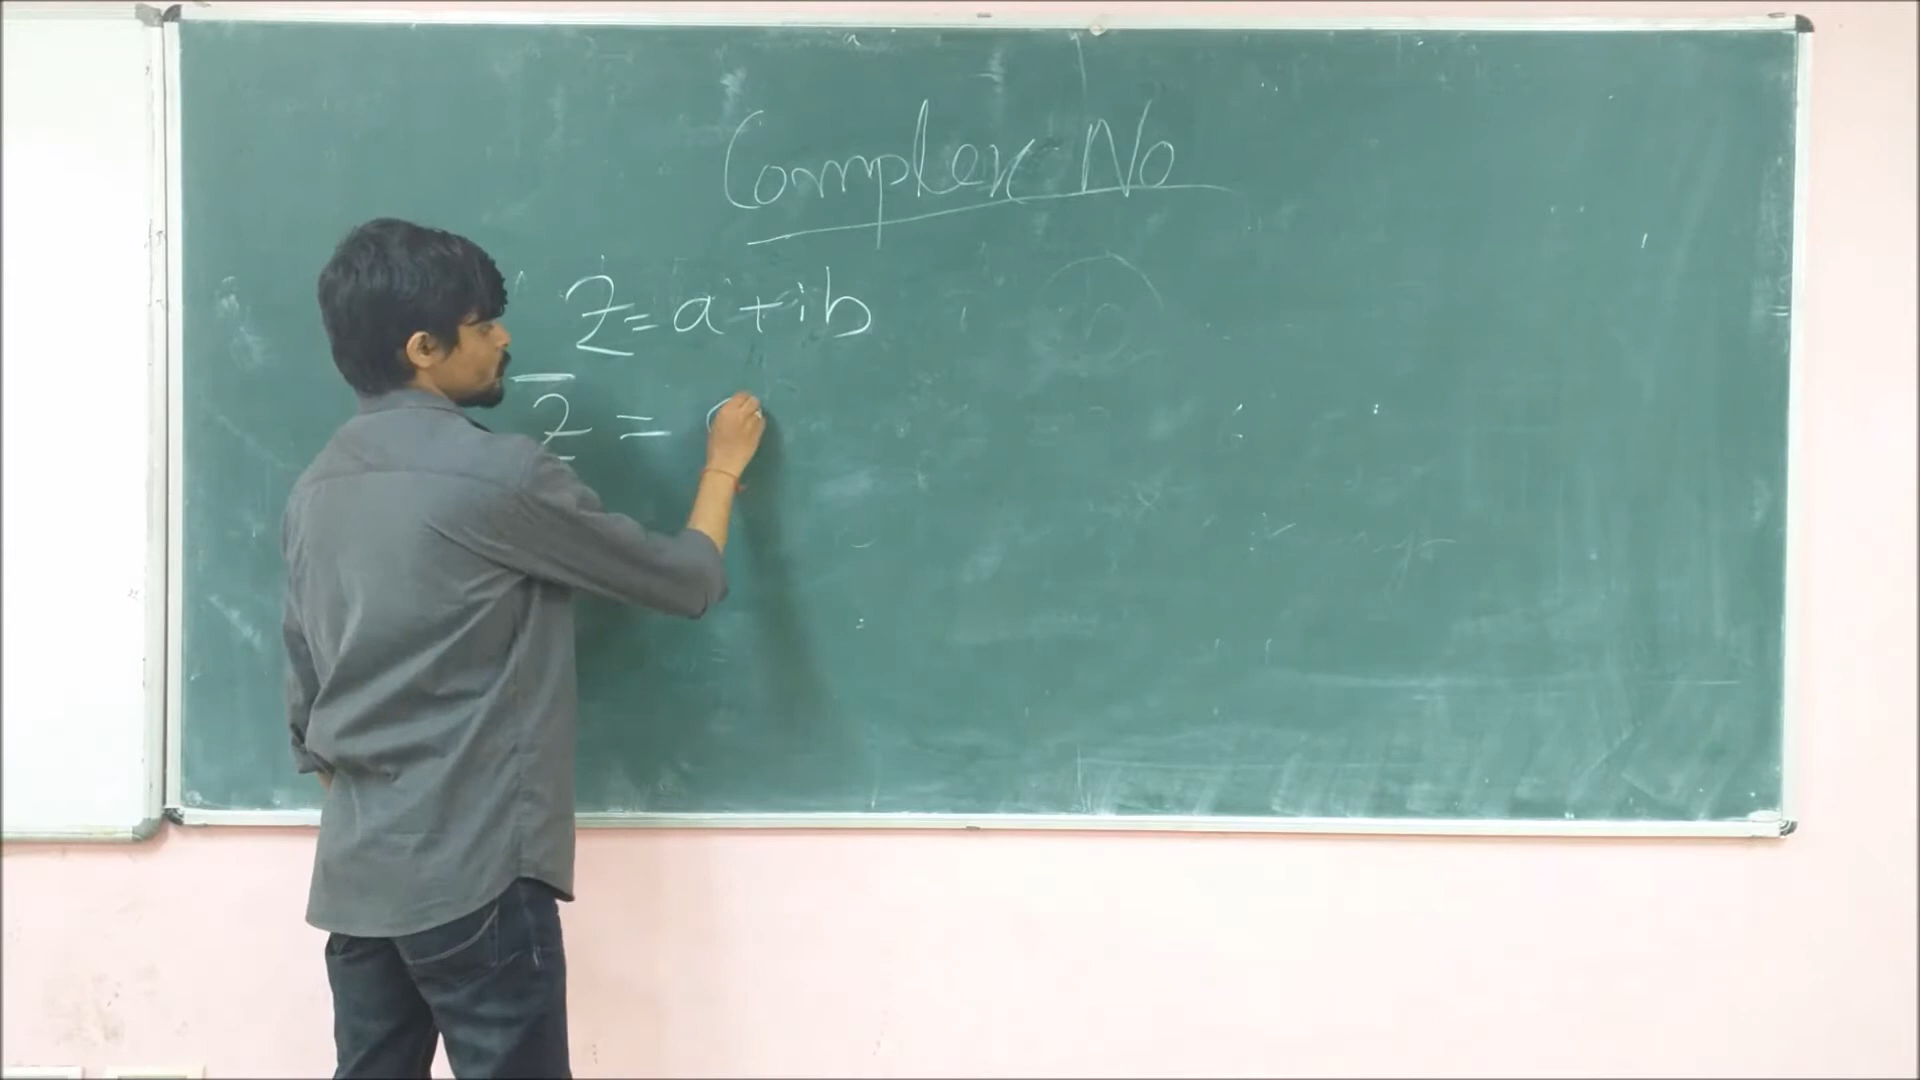 Complex No
z = a + ib
z̅ =